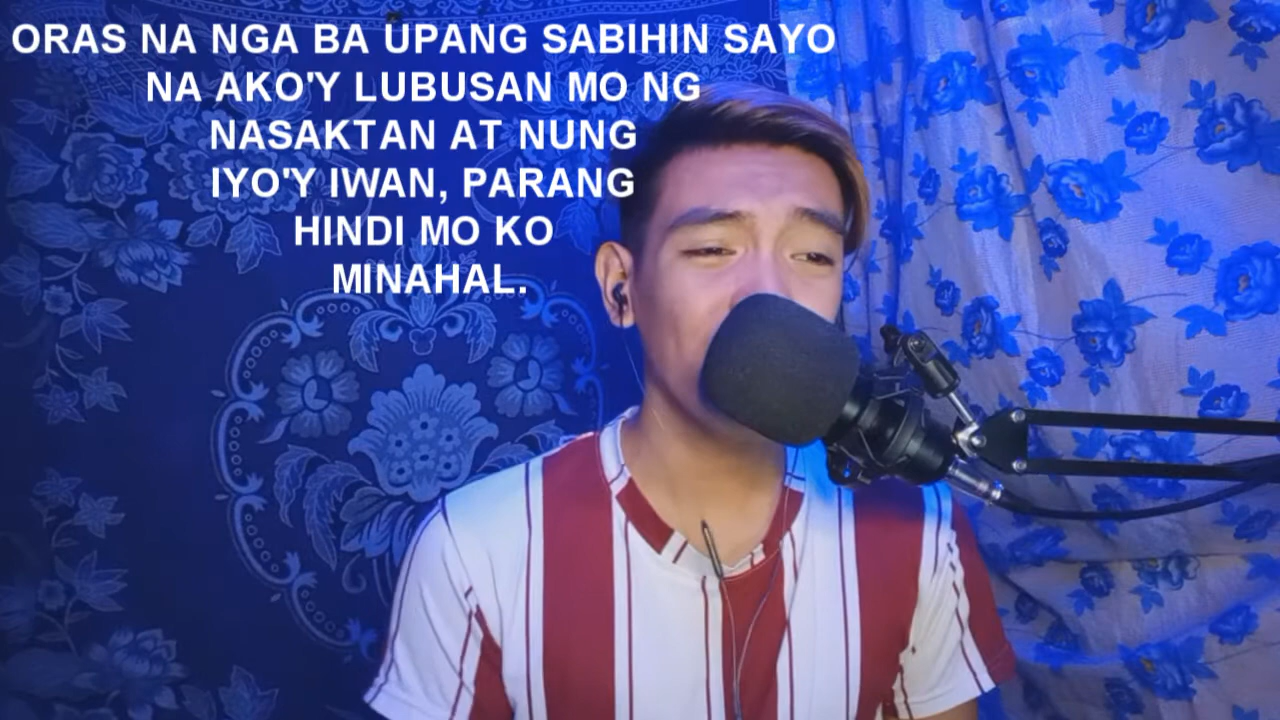 ORAS NA NGA BA UPANG SABIHIN SAYO
NA AKO'Y LUBUSAN MO NG
NASAKTAN AT NUNG
IYO'Y IWAN, PARANG
HINDI MO KO
MINAHAL.